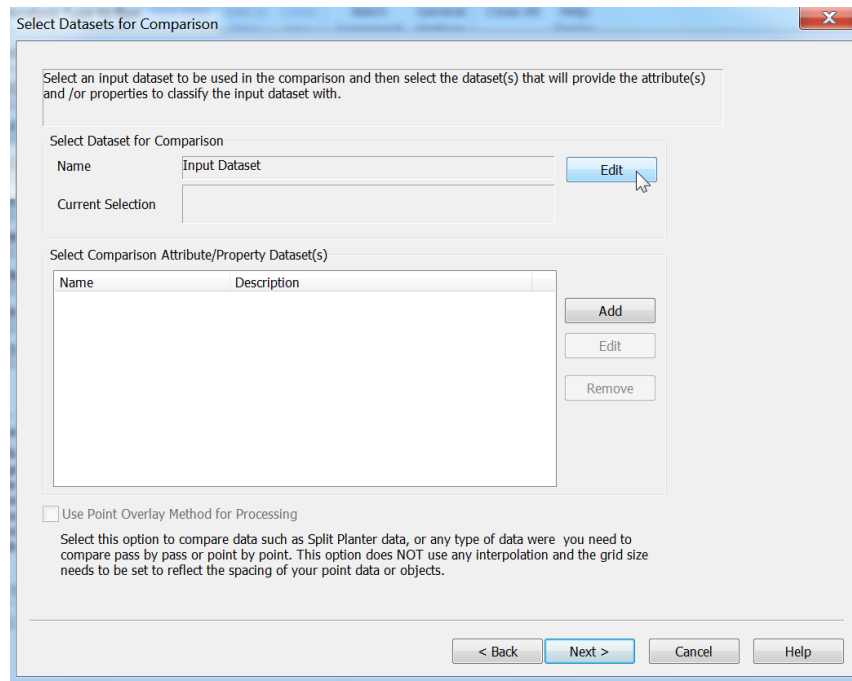 Select Datasets for Comparison
Select an input dataset to be used in the comparison and then select the dataset(s) that will provide the attribute(s)
and /or properties to classify the input dataset with.
Select Dataset for Comparison
Name
Input Dataset
Edit
Current Selection
Select Comparison Attribute/Property Dataset(s)
Name Description
Add
Edit
Remove
Use Point Overlay Method for Processing
Select this option to compare data such as Split Planter data, or any type of data were you need to
compare pass by pass or point by point. This option does NOT use any interpolation and the grid size
needs to be set to reflect the spacing of your point data or objects.
< Back Next > Cancel Help